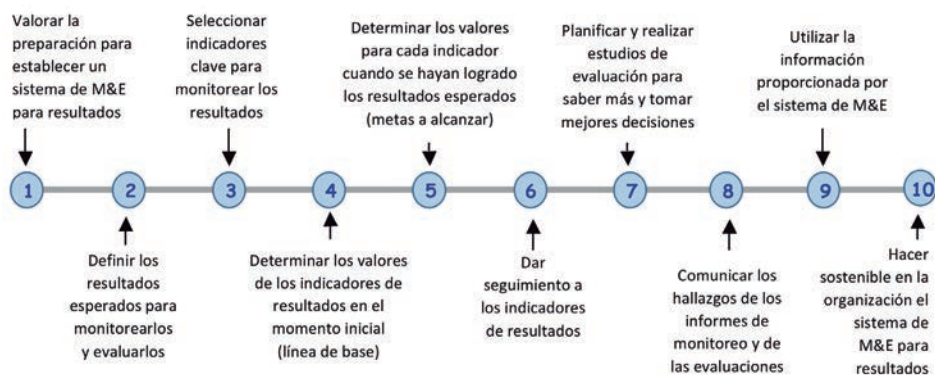 Valorar la
preparación para
establecer un
sistema de M&E
para resultados
1
Definir los
resultados
esperados para
monitorearlos
y evaluarlos
2
Seleccionar
indicadores
clave para
monitorear los
resultados
3
Determinar los valores
de los indicadores de
resultados en el
momento inicial
(línea de base)
4
Determinar los valores
para cada indicador
cuando se hayan logrado
los resultados esperados
(metas a alcanzar)
5
Dar
seguimiento a
los indicadores
de resultados
6
Planificar y realizar
estudios de
evaluación para
saber más y tomar
mejores decisiones
7
Comunicar los
hallazgos de los
informes de
monitoreo y de
las evaluaciones
8
Utilizar la
información
proporcionada por
el sistema de M&E
9
Hacer
sostenible en la
organización el
sistema de
M&E para
resultados
10